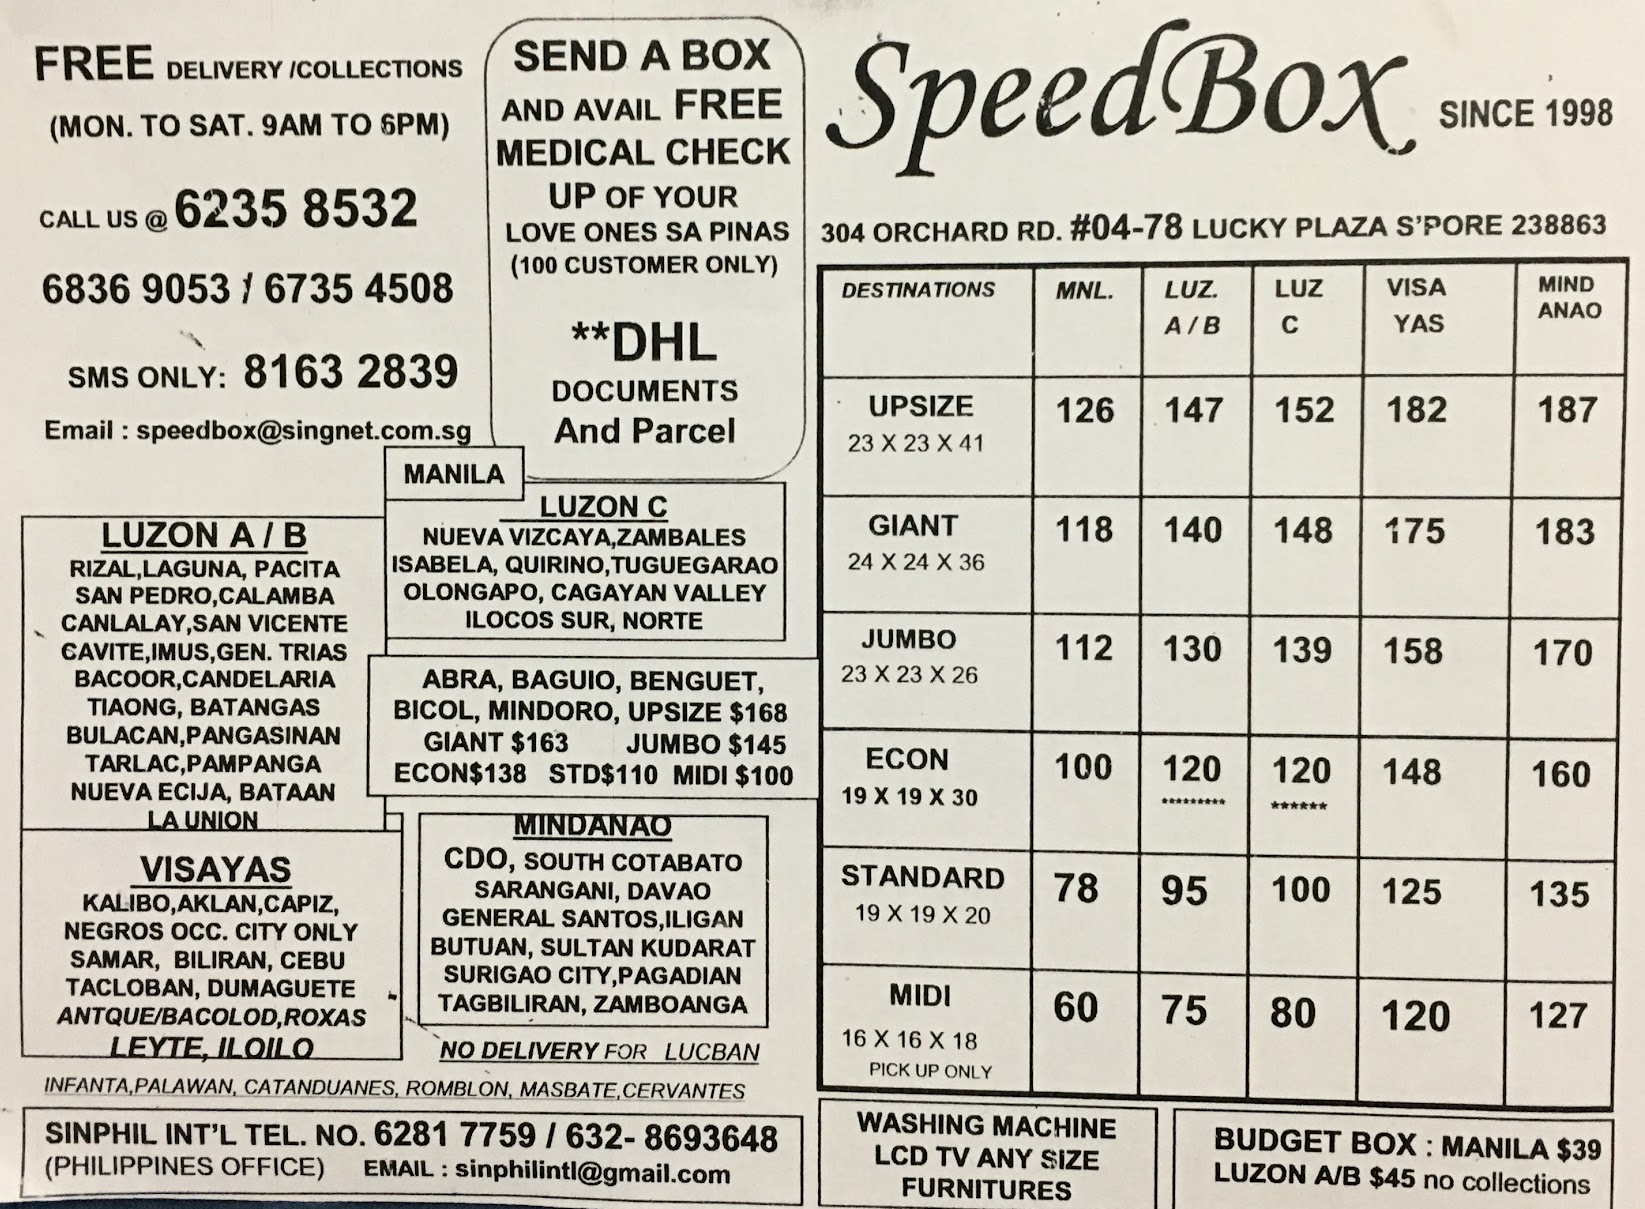 FREE DELIVERY /COLLECTIONS
(MON. TO SAT. 9AM TO 6PM)
CALL US @ 6235 8532
6836 9053 / 6735 4508
SMS ONLY: 8163 2839
Email : speedbox@singnet.com.sg
SEND A BOX
AND AVAIL FREE
MEDICAL CHECK
UP OF YOUR
LOVE ONES SA PINAS
(100 CUSTOMER ONLY)
**DHL
DOCUMENTS
And Parcel
MANILA
LUZON A / B
RIZAL,LAGUNA, PACITA
SAN PEDRO,CALAMBA
CANLALAY,SAN VICENTE
CAVITE,IMUS,GEN. TRIAS
BACOOR,CANDELARIA
TIAONG, BATANGAS
BULACAN,PANGASINAN
TARLAC,PAMPANGA
NUEVA ECIJA, BATAAN
LA UNION
LUZON C
NUEVA VIZCAYA,ZAMBALES
ISABELA, QUIRINO,TUGUEGARAO
OLONGAPO, CAGAYAN VALLEY
ILOCOS SUR, NORTE
ABRA, BAGUIO, BENGUET,
BICOL, MINDORO, UPSIZE $168
GIANT $163 JUMBO $145
ECON$138 STD$110 MIDI $100
VISAYAS
KALIBO,AKLAN,CAPIZ,
NEGROS OCC. CITY ONLY
SAMAR, BILIRAN, CEBU
TACLOBAN, DUMAGUETE
ANTQUE/BACOLOD,ROXAS
LEYTE, ILOILO
MINDANAO
CDO, SOUTH COTABATO
SARANGANI, DAVAO
GENERAL SANTOS,ILIGAN
BUTUAN, SULTAN KUDARAT
SURIGAO CITY,PAGADIAN
TAGBILIRAN, ZAMBOANGA
NO DELIVERY FOR LUCBAN
INFANTA,PALAWAN, CATANDUANES, ROMBLON, MASBATE,CERVANTES
SINPHIL INT'L TEL. NO. 6281 7759 / 632- 8693648
(PHILIPPINES OFFICE) EMAIL : sinphilintl@gmail.com
SpeedBox SINCE 1998
304 ORCHARD RD. #04-78 LUCKY PLAZA S'PORE 238863
DESTINATIONS MNL. LUZ. A / B LUZ C VISA YAS MIND ANAO
UPSIZE 126 147 152 182 187
23 X 23 X 41
GIANT 118 140 148 175 183
24 X 24 X 36
JUMBO 112 130 139 158 170
23 X 23 X 26
ECON 100 120 120 148 160
19 X 19 X 30 ********* ******
STANDARD 78 95 100 125 135
19 X 19 X 20
MIDI 60 75 80 120 127
16 X 16 X 18
PICK UP ONLY
WASHING MACHINE
LCD TV ANY SIZE
FURNITURES
BUDGET BOX : MANILA $39
LUZON A/B $45 no collections